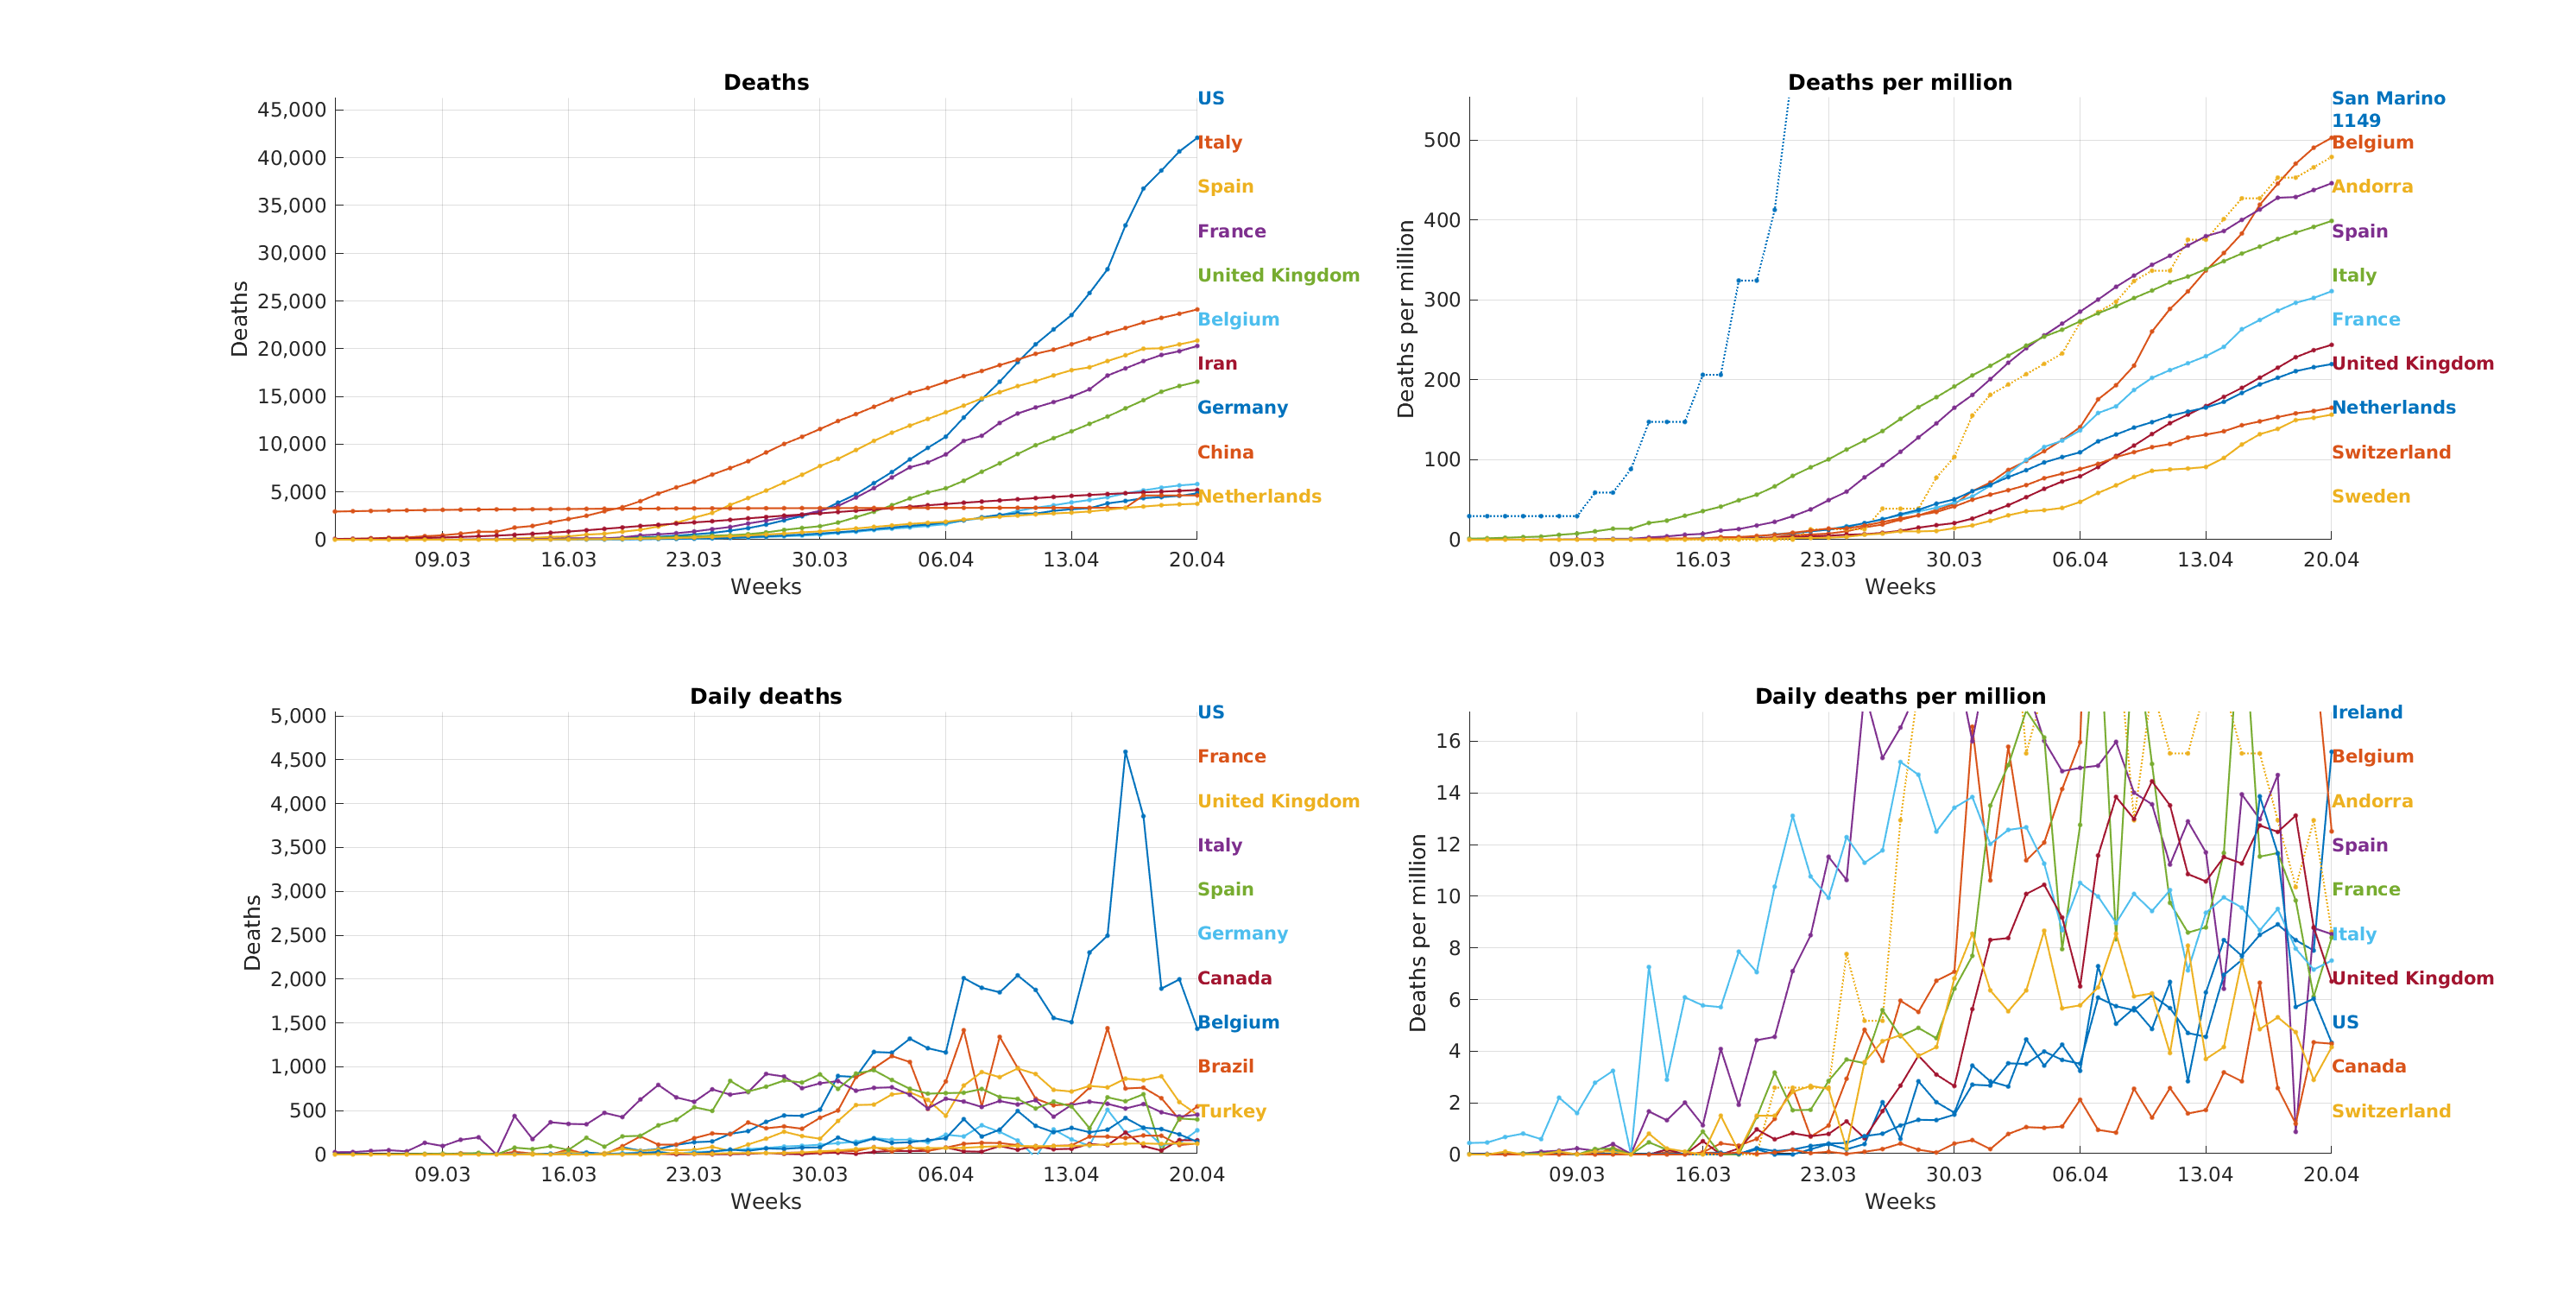 Deaths
45,000
40,000
35,000
30,000
25,000
20,000
15,000
10,000
5,000
0
Deaths
09.03 16.03 23.03 30.03 06.04 13.04 20.04
Weeks
US
Italy
Spain
France
United Kingdom
Belgium
Iran
Germany
China
Netherlands
Deaths per million
500
400
300
200
100
0
Deaths per million
09.03 16.03 23.03 30.03 06.04 13.04 20.04
Weeks
San Marino
1149
Belgium
Andorra
Spain
Italy
France
United Kingdom
Netherlands
Switzerland
Sweden
Daily deaths
5,000
4,500
4,000
3,500
3,000
2,500
2,000
1,500
1,000
500
0
Deaths
09.03 16.03 23.03 30.03 06.04 13.04 20.04
Weeks
US
France
United Kingdom
Italy
Spain
Germany
Canada
Belgium
Brazil
Turkey
Daily deaths per million
16
14
12
10
8
6
4
2
0
Deaths per million
09.03 16.03 23.03 30.03 06.04 13.04 20.04
Weeks
Ireland
Belgium
Andorra
Spain
France
Italy
United Kingdom
US
Canada
Switzerland